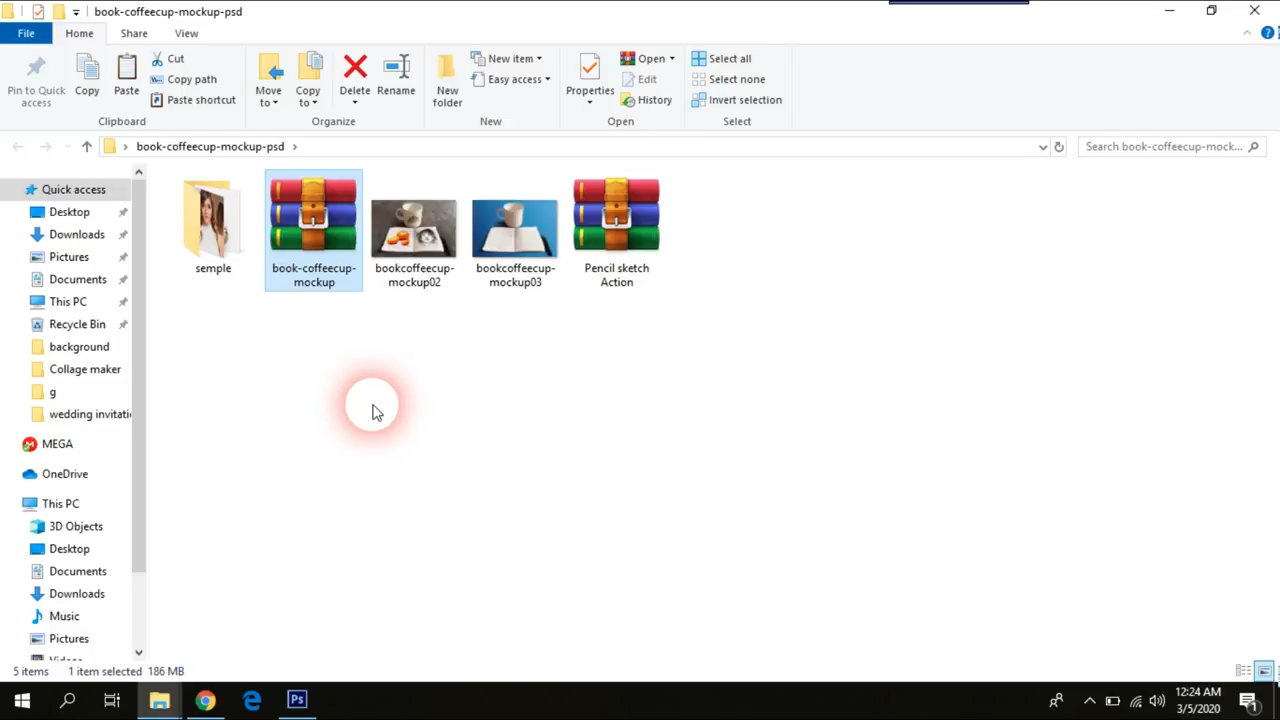 book-coffeecup-mockup-psd
File Home Share View
Pin to Quick access
Copy
Paste
Cut
Copy path
Paste shortcut
Clipboard
Move to
Copy to
Delete
Rename
Organize
New folder
New item
Easy access
New
Properties
Open
Edit
History
Open
Select all
Select none
Invert selection
Select
book-coffeecup-mockup-psd
Search book-coffeecup-mock...
Quick access
Desktop
Downloads
Pictures
Documents
This PC
Recycle Bin
background
Collage maker
g
wedding invitati
MEGA
OneDrive
This PC
3D Objects
Desktop
Documents
Downloads
Music
Pictures
semple
book-coffeecup-
mockup
bookcoffeecup-
mockup02
bookcoffeecup-
mockup03
Pencil sketch
Action
5 items 1 item selected 186 MB
Ps
12:24 AM
3/5/2020
1